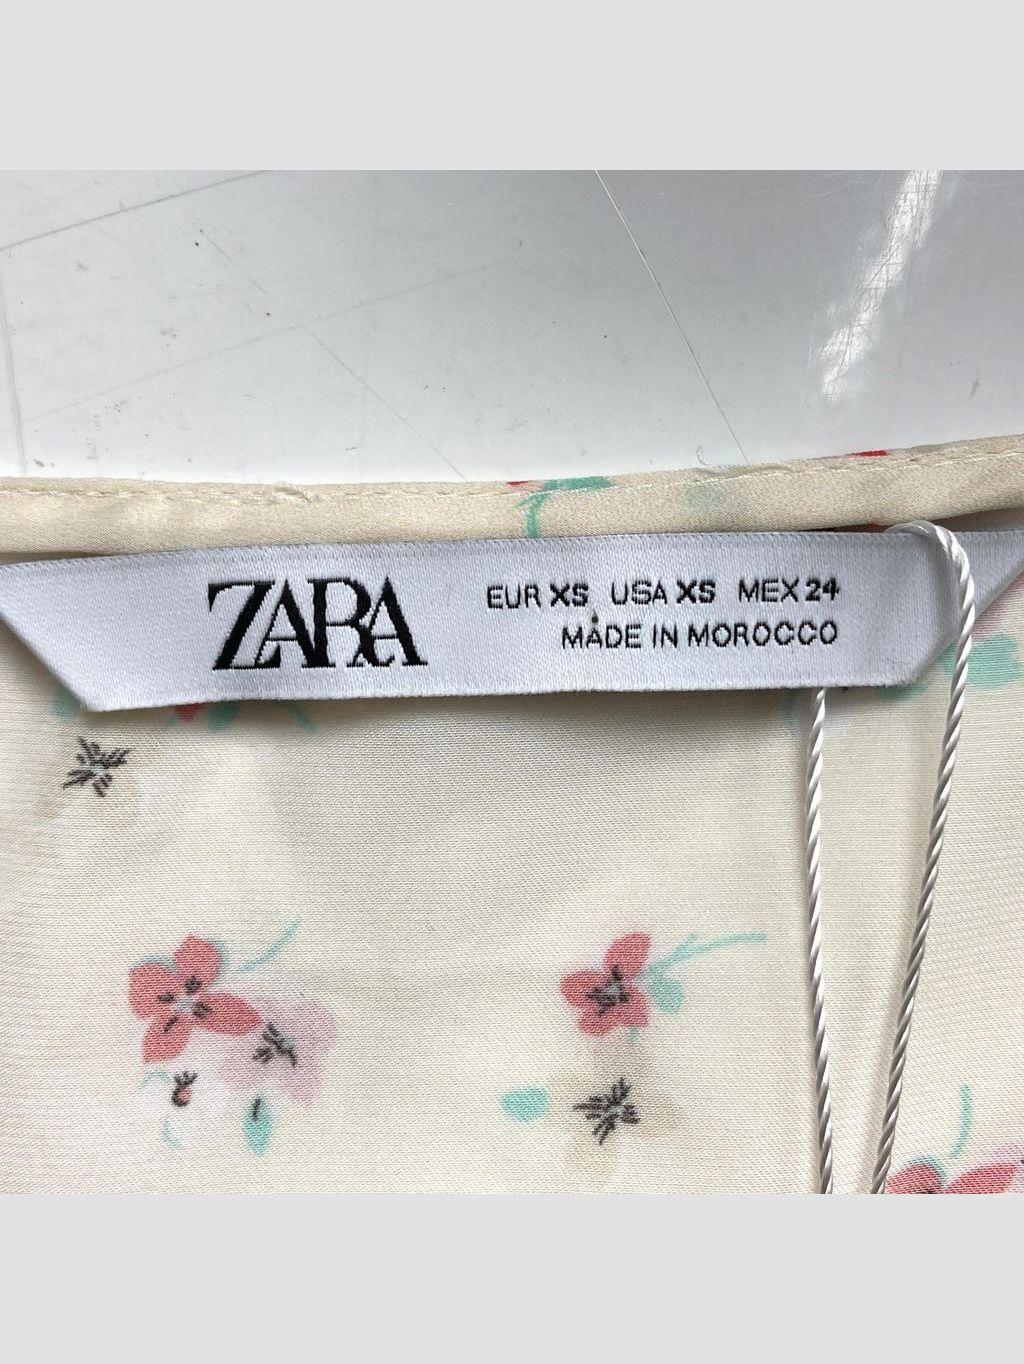 ZARA
EUR XS USA XS MEX 24
MADE IN MOROCCO